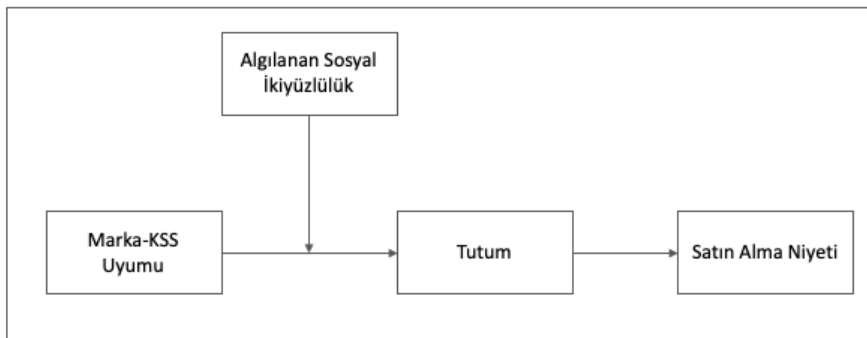 Algılanan Sosyal
İkiyüzlülük
Marka-KSS
Uyumu
Tutum
Satın Alma Niyeti